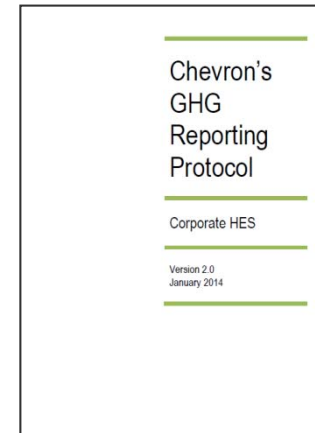 Chevron's
GHG
Reporting
Protocol
Corporate HES
Version 2.0
January 2014